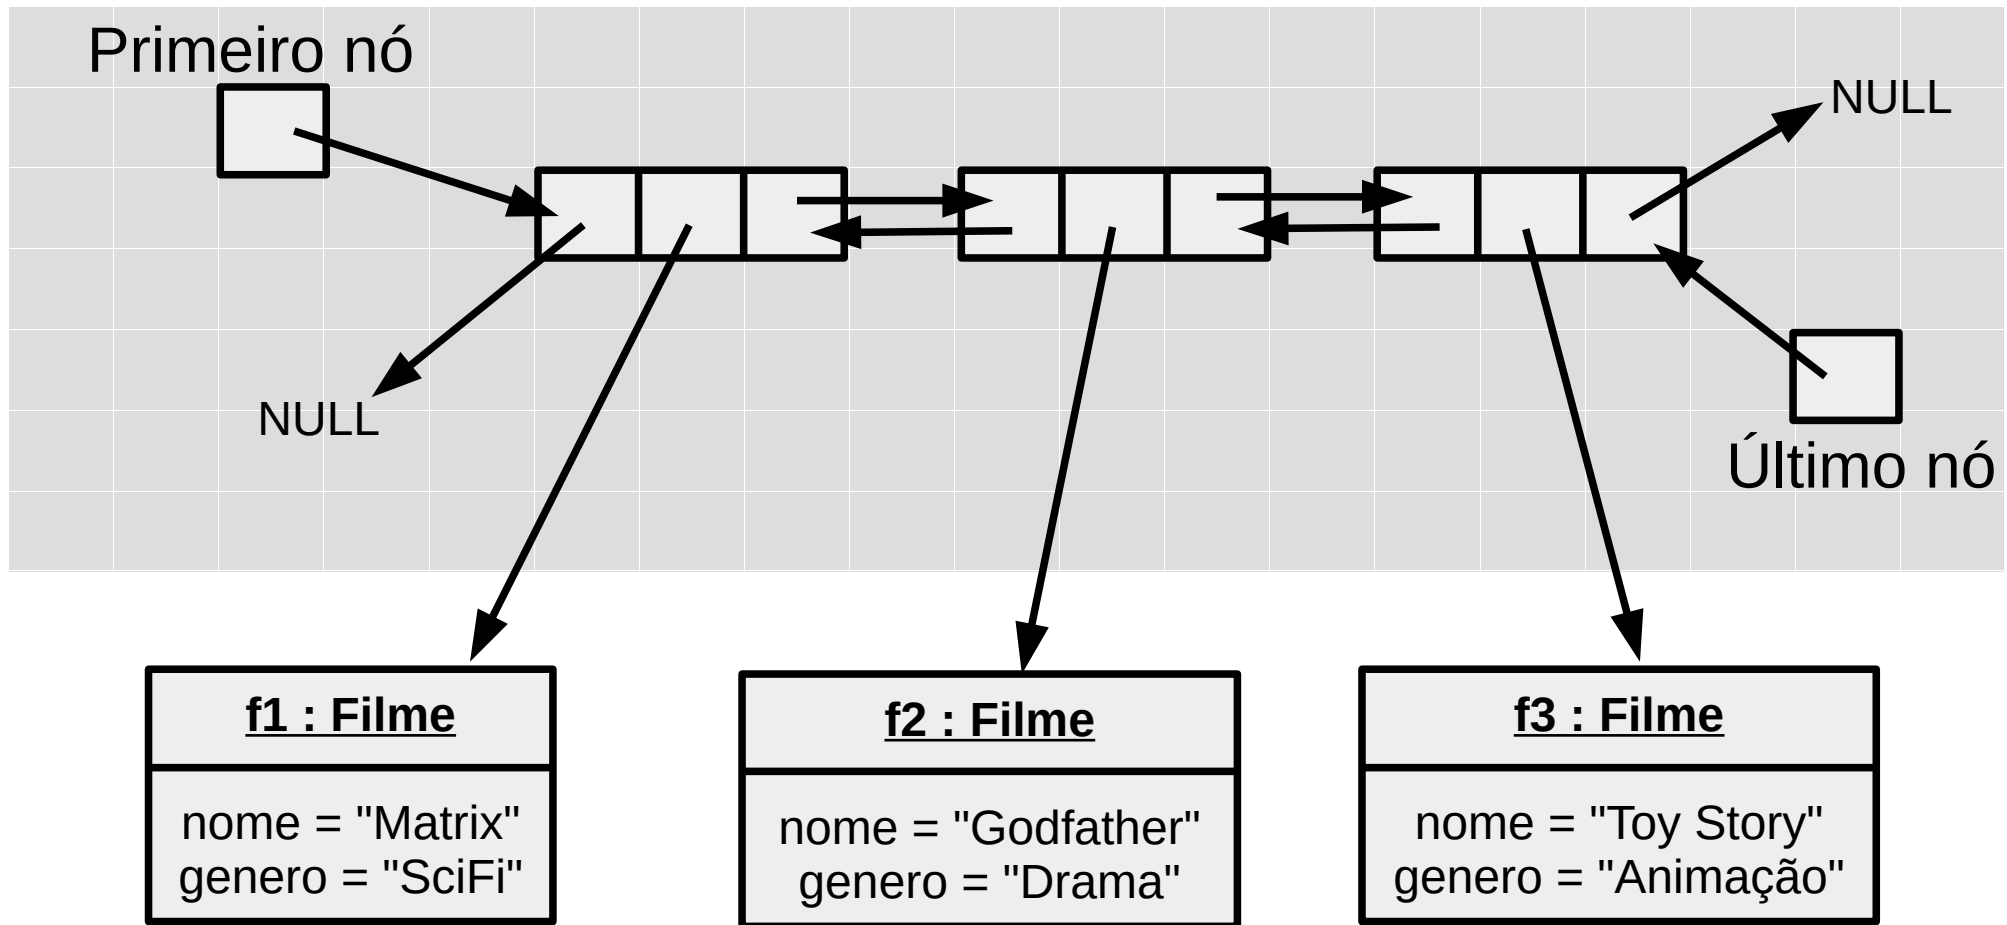 Primeiro nó
NULL
NULL
Último nó
f1 : Filme
nome = "Matrix"
genero = "SciFi"
f2 : Filme
nome = "Godfather"
genero = "Drama"
f3 : Filme
nome = "Toy Story"
genero = "Animação"